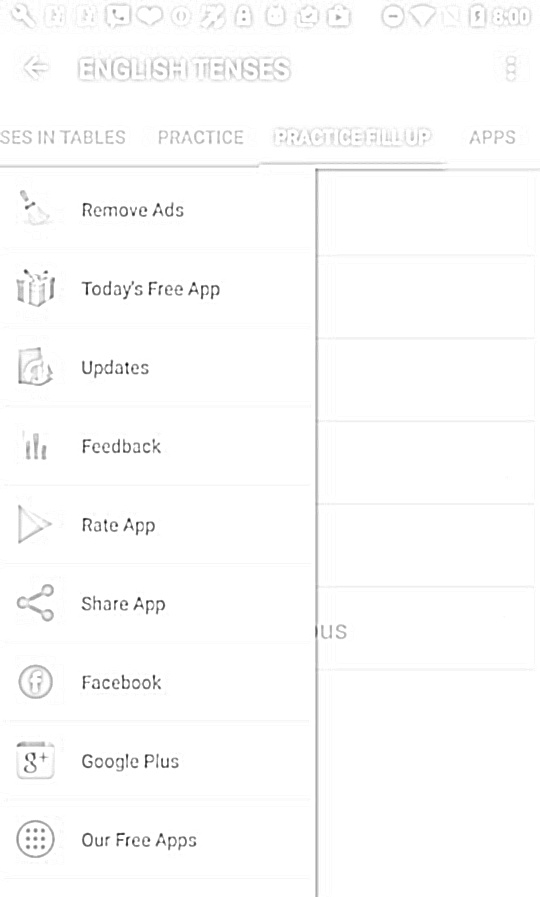 8:00
ENGLISH TENSES
SES IN TABLES PRACTICE PRACTICE FILL UP APPS
Remove Ads
Today's Free App
Updates
Feedback
Rate App
Share App
ous
Facebook
Google Plus
Our Free Apps